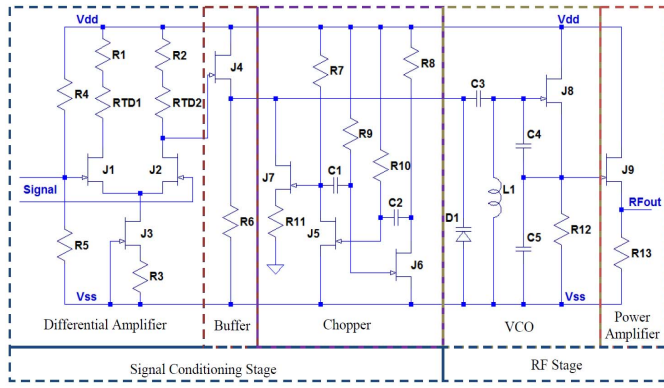 Vdd
Vdd
R1
R2
J4
R4
R7
R8
C3
J8
RTD1
RTD2
R9
C4
J1
J2
J7
C1
R10
J9
Signal
L1
RFout
C2
J3
R6
R11
J5
D1
C5
R12
R5
R3
J6
R13
Vss
Vss
Differential Amplifier
Buffer
Chopper
VCO
Power
Amplifier
Signal Conditioning Stage
RF Stage